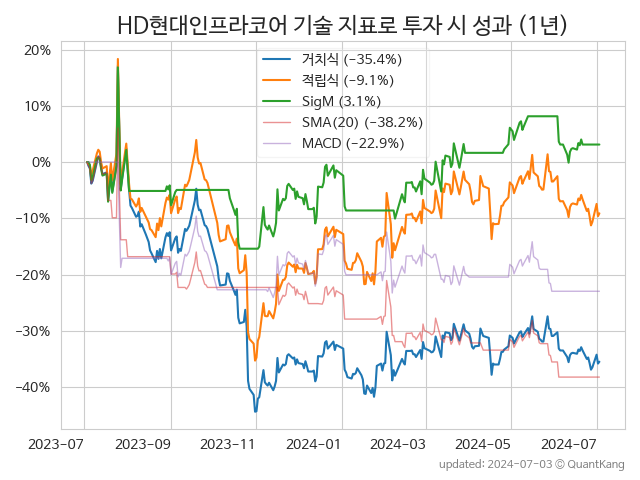 HD현대인프라코어 기술 지표로 투자 시 성과 (1년)
거치식 (−35.4%)
적립식 (−9.1%)
SigM (3.1%)
SMA(20) (−38.2%)
MACD (−22.9%)
20%
10%
0%
−10%
−20%
−30%
−40%
2023-07
2023-09
2023-11
2024-01
2024-03
2024-05
2024-07
updated: 2024-07-03 © QuantKang